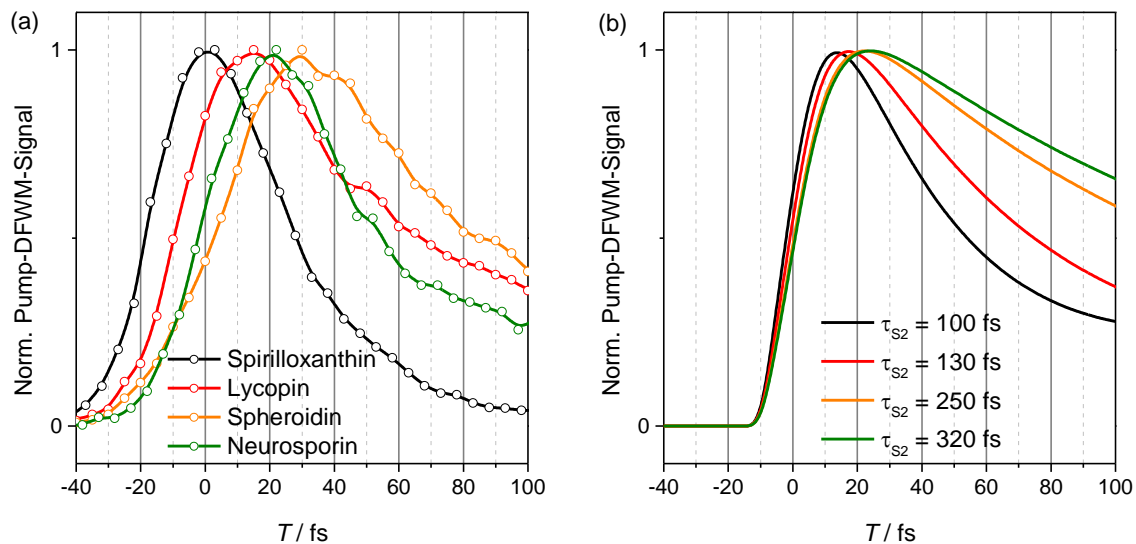 (a)
Norm. Pump-DFWM-Signal
1
0
Spirilloxanthin
Lycopin
Spheroidin
Neurosporin
-40 -20 0 20 40 60 80 100
T / fs
(b)
Norm. Pump-DFWM-Signal
1
0
τS2 = 100 fs
τS2 = 130 fs
τS2 = 250 fs
τS2 = 320 fs
-40 -20 0 20 40 60 80 100
T / fs